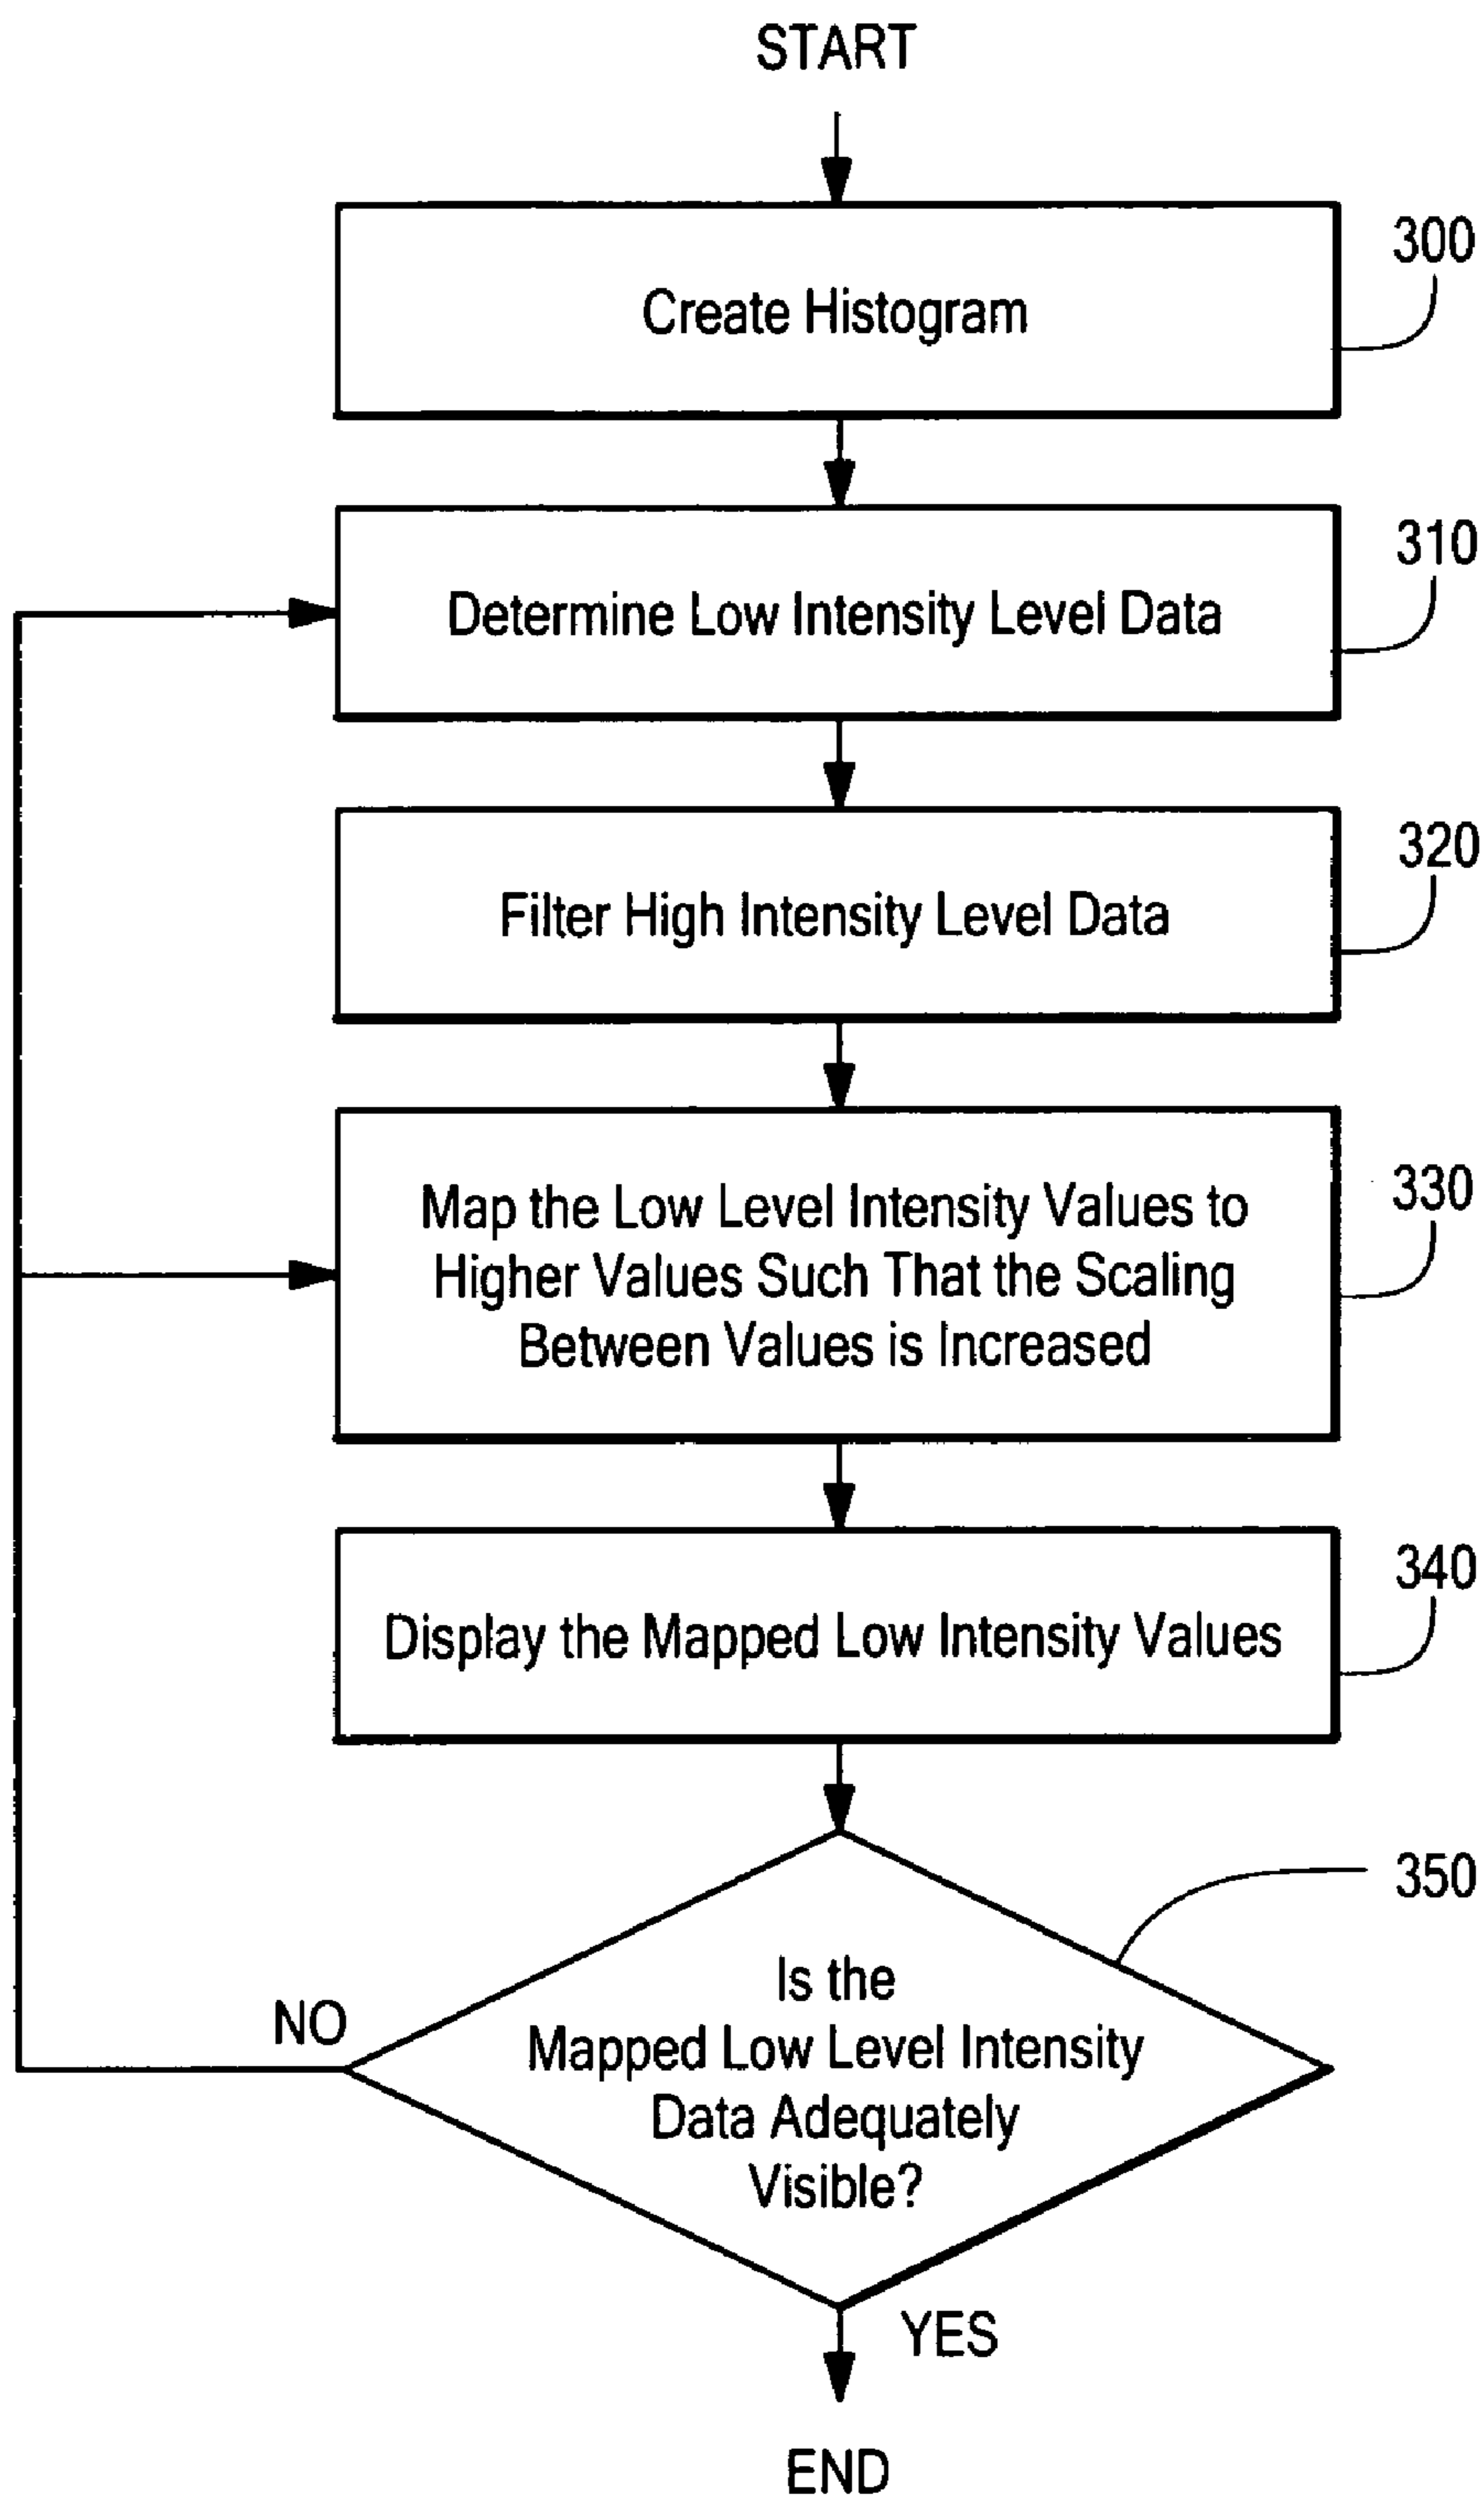 START
Create Histogram
300
Determine Low Intensity Level Data
310
Filter High Intensity Level Data
320
Map the Low Level Intensity Values to
Higher Values Such That the Scaling
Between Values is Increased
330
Display the Mapped Low Intensity Values
340
Is the
Mapped Low Level Intensity
Data Adequately
Visible?
350
NO
YES
END